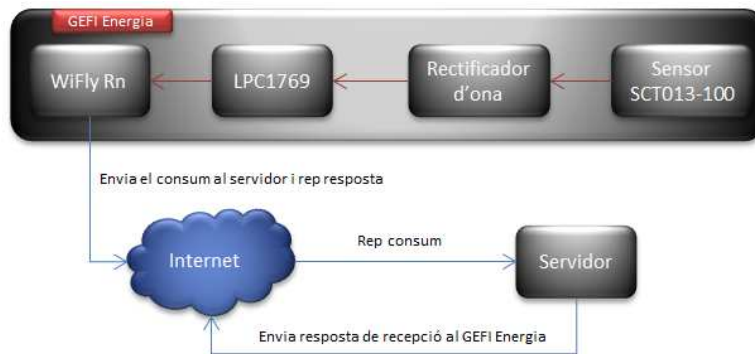 GEFI Energia
WiFly Rn
LPC1769
Rectificador
d'ona
Sensor
SCT013-100
Envia el consum al servidor i rep resposta
Internet
Rep consum
Servidor
Envia resposta de recepció al GEFI Energia